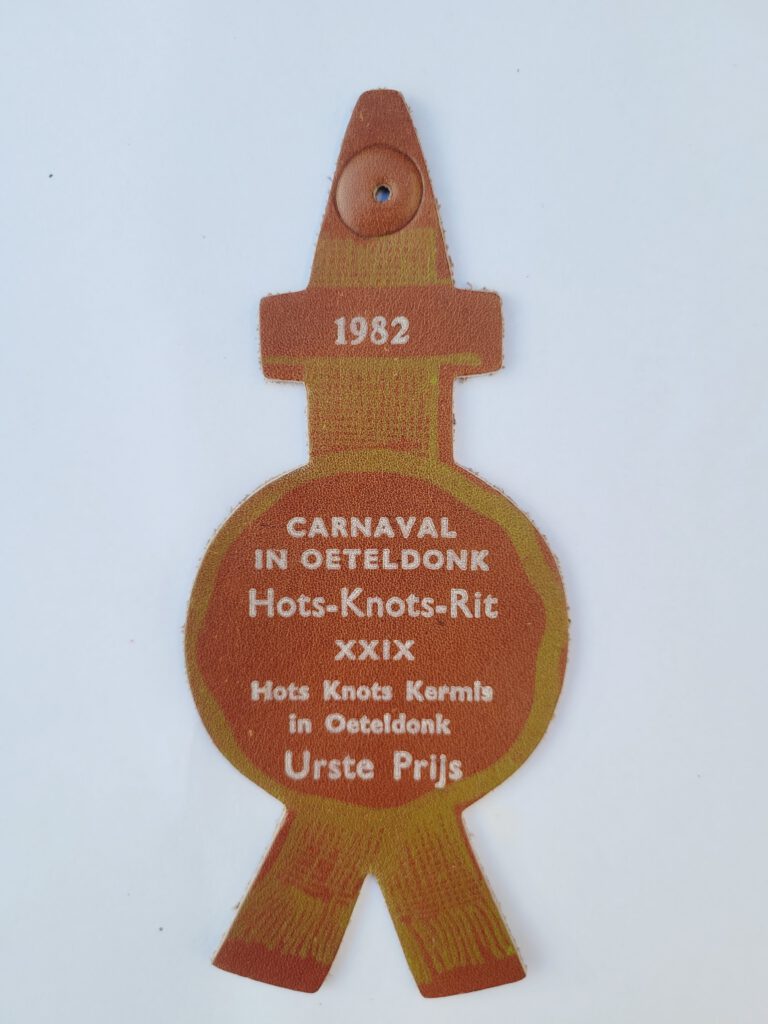 1982
CARNAVAL
IN OETELDONK
Hots-Knots-Rit
XXIX
Hots Knots Kermis
in Oeteldonk
Urste Prijs